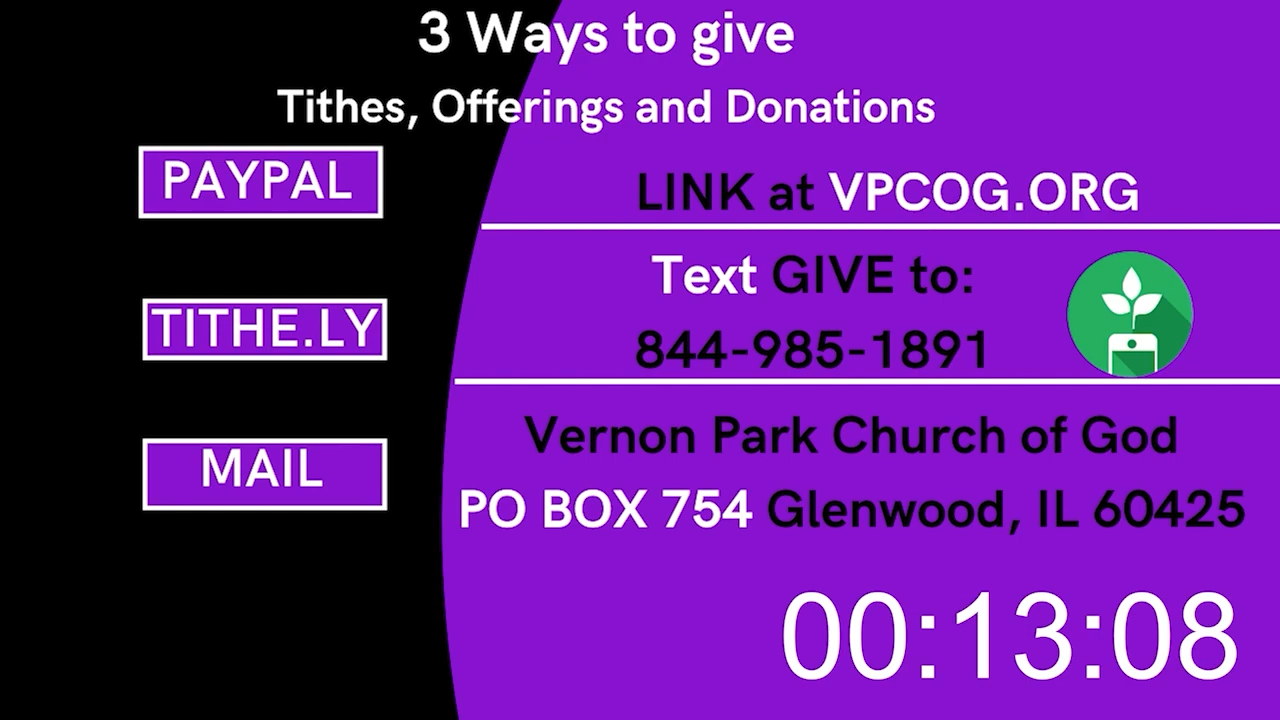 3 Ways to give
Tithes, Offerings and Donations
PAYPAL
LINK at VPCOG.ORG
TITHE.LY
Text GIVE to:
844-985-1891
MAIL
Vernon Park Church of God
PO BOX 754 Glenwood, IL 60425
00:13:08